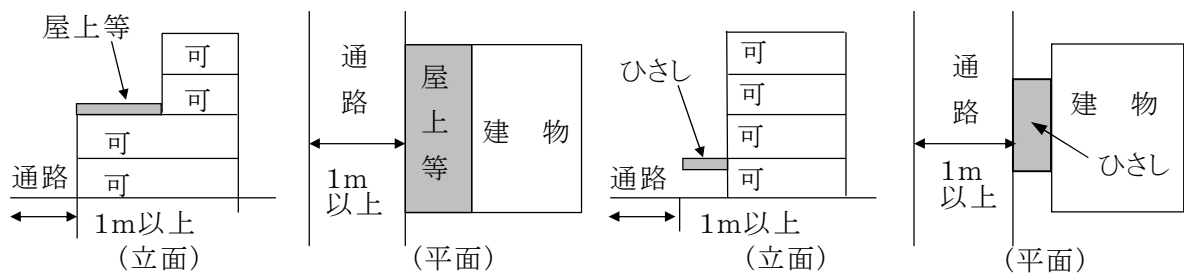 屋上等
可
可
可
可
通路
1m以上
(立面)
通路
屋上等
建 物
1m
以上
(平面)
ひさし
可
可
可
可
通路
1m以上
(立面)
通路
建 物
ひさし
1m
以上
(平面)